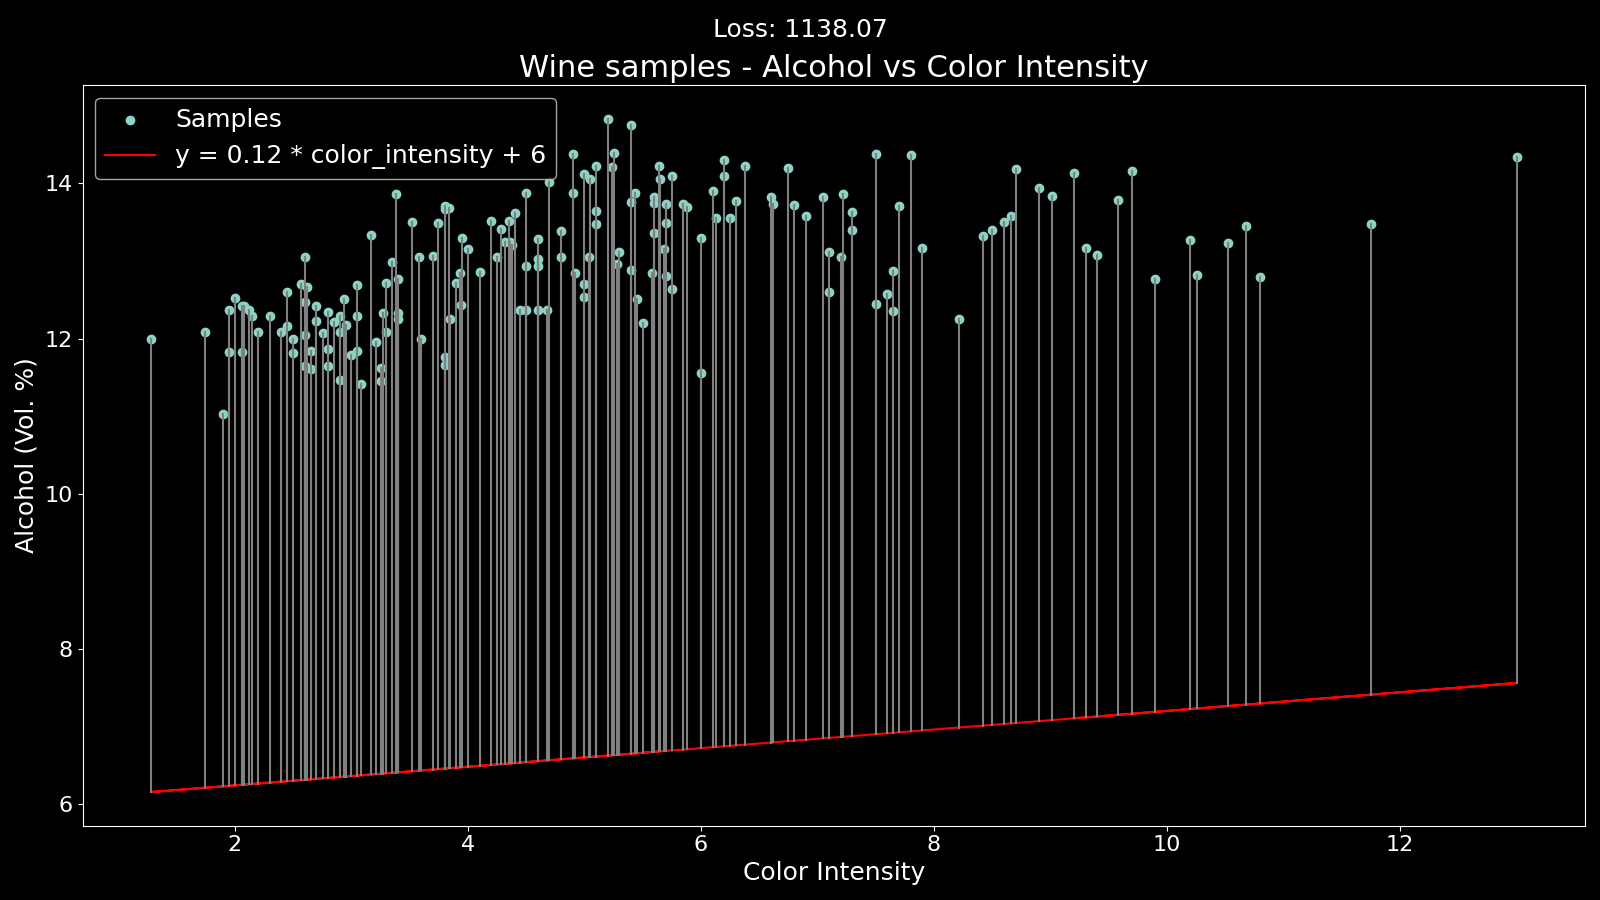 Loss: 1138.07
Wine samples - Alcohol vs Color Intensity
Samples
y = 0.12 * color_intensity + 6
Alcohol (Vol. %)
14
12
10
8
6
2 4 6 8 10 12
Color Intensity